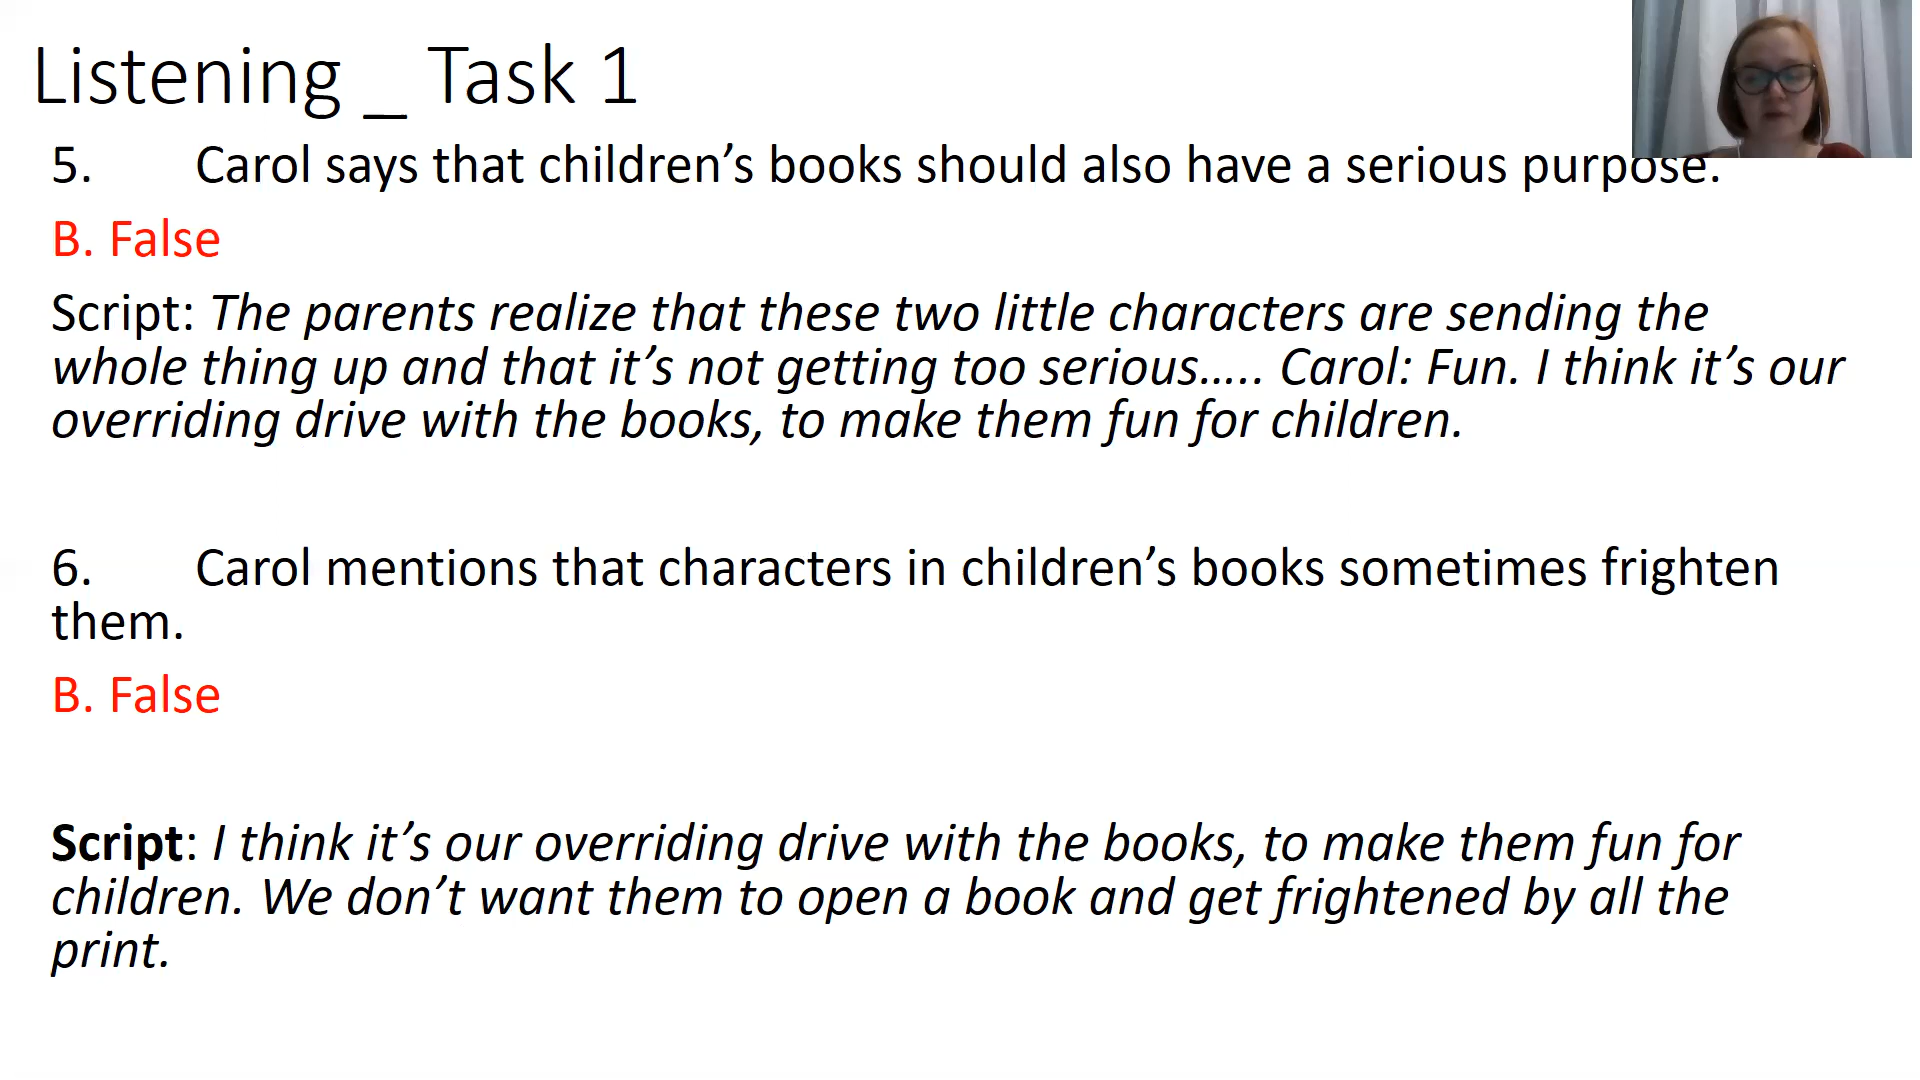 Listening _ Task 1
5. Carol says that children’s books should also have a serious purpose.
B. False
Script: The parents realize that these two little characters are sending the
whole thing up and that it’s not getting too serious..... Carol: Fun. I think it’s our
overriding drive with the books, to make them fun for children.
6. Carol mentions that characters in children’s books sometimes frighten
them.
B. False
Script: I think it’s our overriding drive with the books, to make them fun for
children. We don’t want them to open a book and get frightened by all the
print.